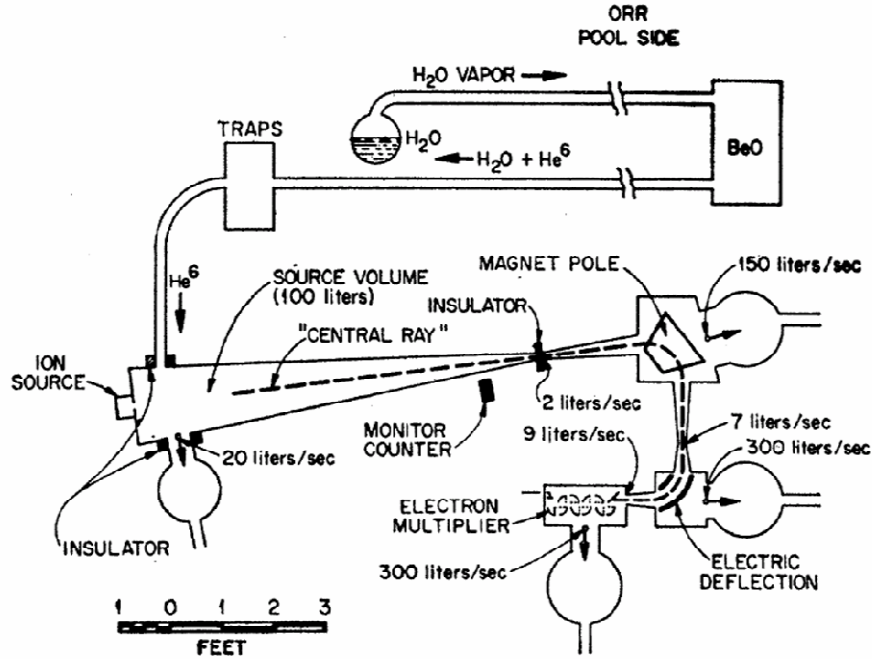 ORR
POOL SIDE
H2O VAPOR
H2O
BeO
TRAPS
H2O + He6
He6
SOURCE VOLUME
(100 liters)
MAGNET POLE
150 liters/sec
INSULATOR
"CENTRAL RAY"
ION
SOURCE
2 liters/sec
MONITOR
COUNTER
7 liters/sec
9 liters/sec
300 liters/sec
20 liters/sec
ELECTRON
MULTIPLIER
INSULATOR
300 liters/sec
ELECTRIC
DEFLECTION
1 0 1 2 3
FEET